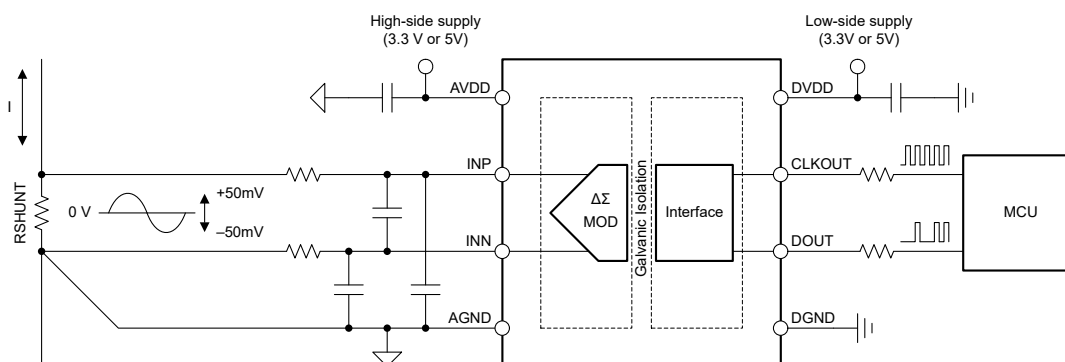 High-side supply
(3.3 V or 5V)
Low-side supply
(3.3V or 5V)
I
AVDD
DVDD
INP
CLKOUT
RSHUNT
0 V
+50mV
–50mV
ΔΣ
MOD
Galvanic Isolation
Interface
MCU
INN
DOUT
AGND
DGND